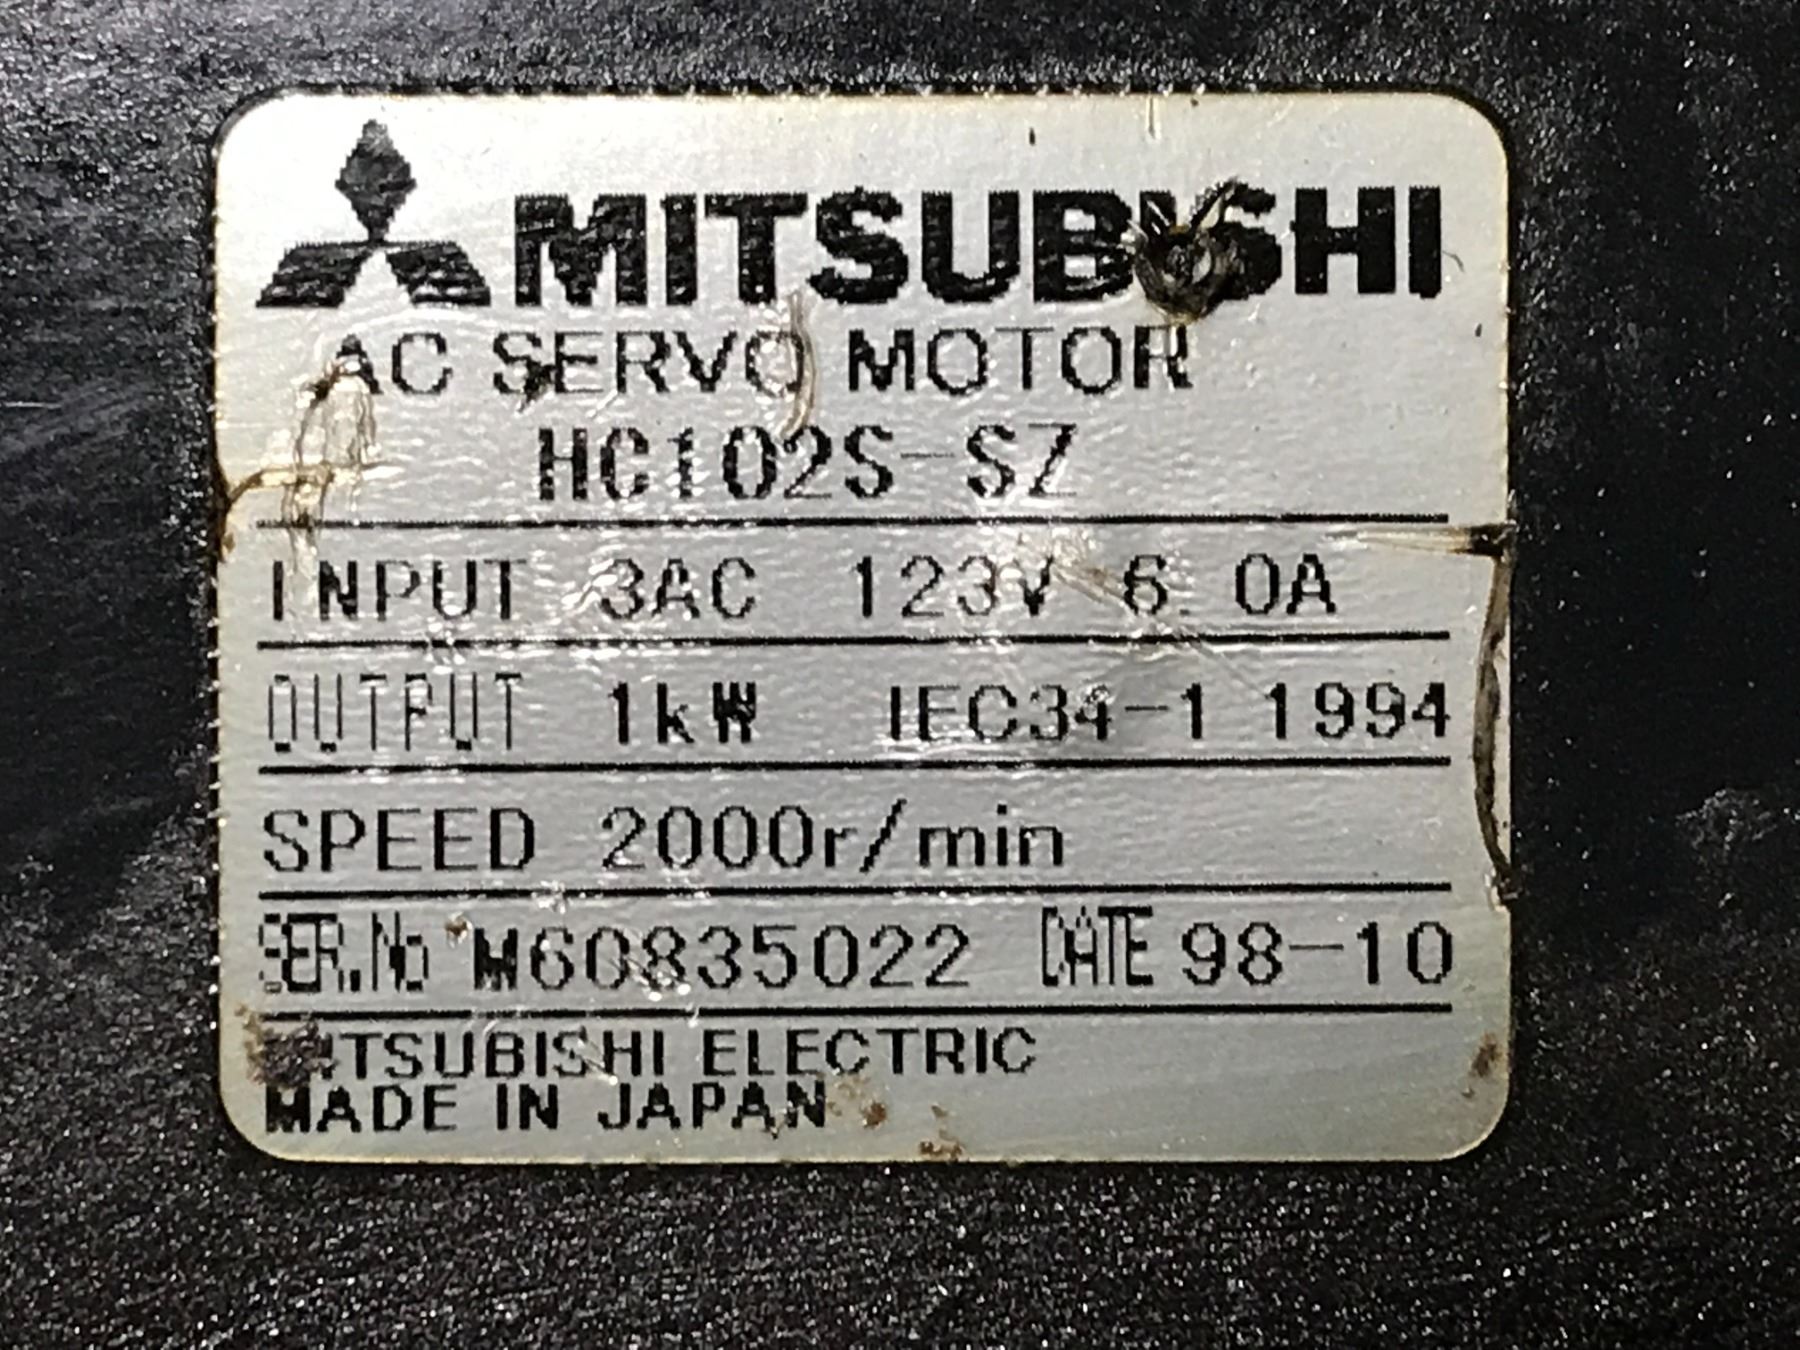 MITSUBISHI
AC SERVO MOTOR
HC102S-SZ
INPUT 3AC 123V 6.0A
OUTPUT 1kW IEC34-1 1994
SPEED 2000r/min
SER.No M60835022 DATE 98-10
MITSUBISHI ELECTRIC
MADE IN JAPAN